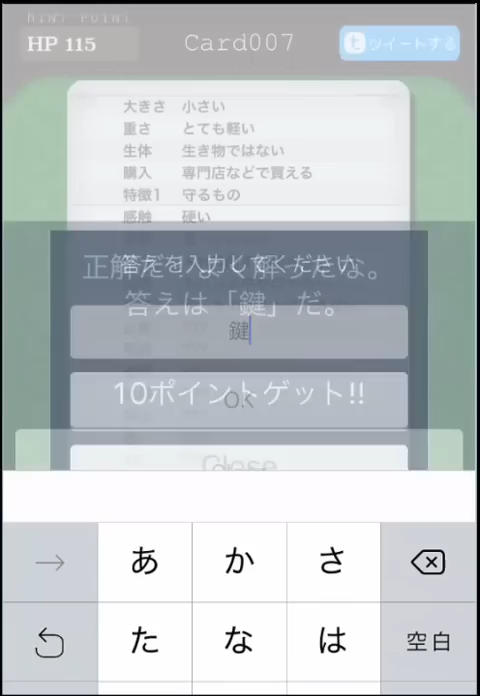 HINT POINT
HP 115
Card007
ツイートする
大きさ 小さい
重さ とても軽い
生体 生き物ではない
購入 専門店などで買える
特徴1 守るもの
感触 硬い
答えを入力してください
正解だ。よく解ったな。
答えは「鍵」だ。
鍵
10ポイントゲット!!
OK
Close
→
あ
か
さ
た
な
は
空白